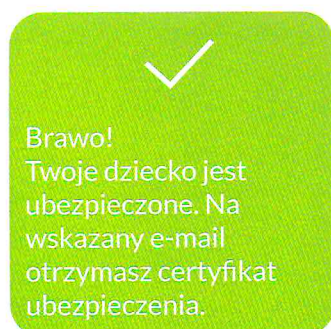 Brawo!
Twoje dziecko jest
ubezpieczone. Na
wskazany e-mail
otrzymasz certyfikat
ubezpieczenia.